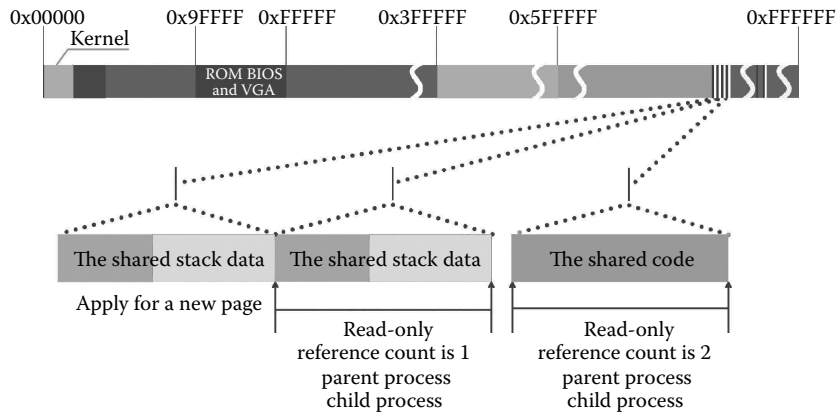 0x00000 0x9FFFF 0xFFFFF 0x3FFFFF 0x5FFFFF 0xFFFFFF
Kernel
ROM BIOS
and VGA
The shared stack data The shared stack data The shared code
Apply for a new page
Read-only
reference count is 1
parent process
child process
Read-only
reference count is 2
parent process
child process